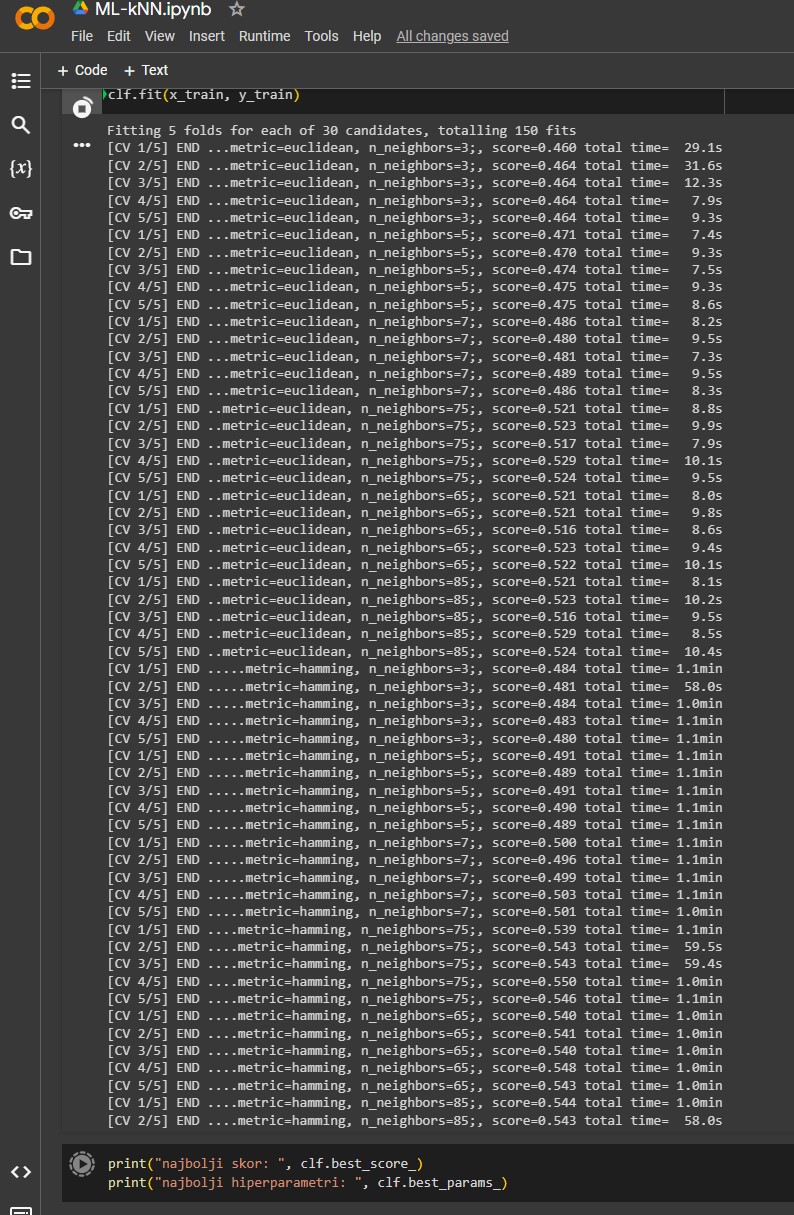 ML-kNN.ipynb
File Edit View Insert Runtime Tools Help All changes saved
+ Code + Text
clf.fit(x_train, y_train)
Fitting 5 folds for each of 30 candidates, totalling 150 fits
[CV 1/5] END ...metric=euclidean, n_neighbors=3;, score=0.460 total time=  29.1s
[CV 2/5] END ...metric=euclidean, n_neighbors=3;, score=0.464 total time=  31.6s
[CV 3/5] END ...metric=euclidean, n_neighbors=3;, score=0.464 total time=  12.3s
[CV 4/5] END ...metric=euclidean, n_neighbors=3;, score=0.464 total time=   7.9s
[CV 5/5] END ...metric=euclidean, n_neighbors=3;, score=0.464 total time=   9.3s
[CV 1/5] END ...metric=euclidean, n_neighbors=5;, score=0.471 total time=   7.4s
[CV 2/5] END ...metric=euclidean, n_neighbors=5;, score=0.470 total time=   9.3s
[CV 3/5] END ...metric=euclidean, n_neighbors=5;, score=0.474 total time=   7.5s
[CV 4/5] END ...metric=euclidean, n_neighbors=5;, score=0.475 total time=   9.3s
[CV 5/5] END ...metric=euclidean, n_neighbors=5;, score=0.475 total time=   8.6s
[CV 1/5] END ...metric=euclidean, n_neighbors=7;, score=0.486 total time=   8.2s
[CV 2/5] END ...metric=euclidean, n_neighbors=7;, score=0.480 total time=   9.5s
[CV 3/5] END ...metric=euclidean, n_neighbors=7;, score=0.481 total time=   7.3s
[CV 4/5] END ...metric=euclidean, n_neighbors=7;, score=0.489 total time=   9.5s
[CV 5/5] END ...metric=euclidean, n_neighbors=7;, score=0.486 total time=   8.3s
[CV 1/5] END ..metric=euclidean, n_neighbors=75;, score=0.521 total time=   8.8s
[CV 2/5] END ..metric=euclidean, n_neighbors=75;, score=0.523 total time=   9.9s
[CV 3/5] END ..metric=euclidean, n_neighbors=75;, score=0.517 total time=   7.9s
[CV 4/5] END ..metric=euclidean, n_neighbors=75;, score=0.529 total time=  10.1s
[CV 5/5] END ..metric=euclidean, n_neighbors=75;, score=0.524 total time=   9.5s
[CV 1/5] END ..metric=euclidean, n_neighbors=65;, score=0.521 total time=   8.0s
[CV 2/5] END ..metric=euclidean, n_neighbors=65;, score=0.521 total time=   9.8s
[CV 3/5] END ..metric=euclidean, n_neighbors=65;, score=0.516 total time=   8.6s
[CV 4/5] END ..metric=euclidean, n_neighbors=65;, score=0.523 total time=   9.4s
[CV 5/5] END ..metric=euclidean, n_neighbors=65;, score=0.522 total time=  10.1s
[CV 1/5] END ..metric=euclidean, n_neighbors=85;, score=0.521 total time=   8.1s
[CV 2/5] END ..metric=euclidean, n_neighbors=85;, score=0.523 total time=  10.2s
[CV 3/5] END ..metric=euclidean, n_neighbors=85;, score=0.516 total time=   9.5s
[CV 4/5] END ..metric=euclidean, n_neighbors=85;, score=0.529 total time=   8.5s
[CV 5/5] END ..metric=euclidean, n_neighbors=85;, score=0.524 total time=  10.4s
[CV 1/5] END .....metric=hamming, n_neighbors=3;, score=0.484 total time= 1.1min
[CV 2/5] END .....metric=hamming, n_neighbors=3;, score=0.481 total time=  58.0s
[CV 3/5] END .....metric=hamming, n_neighbors=3;, score=0.484 total time= 1.0min
[CV 4/5] END .....metric=hamming, n_neighbors=3;, score=0.483 total time= 1.1min
[CV 5/5] END .....metric=hamming, n_neighbors=3;, score=0.480 total time= 1.1min
[CV 1/5] END .....metric=hamming, n_neighbors=5;, score=0.491 total time= 1.1min
[CV 2/5] END .....metric=hamming, n_neighbors=5;, score=0.489 total time= 1.1min
[CV 3/5] END .....metric=hamming, n_neighbors=5;, score=0.491 total time= 1.1min
[CV 4/5] END .....metric=hamming, n_neighbors=5;, score=0.490 total time= 1.1min
[CV 5/5] END .....metric=hamming, n_neighbors=5;, score=0.489 total time= 1.1min
[CV 1/5] END .....metric=hamming, n_neighbors=7;, score=0.500 total time= 1.1min
[CV 2/5] END .....metric=hamming, n_neighbors=7;, score=0.496 total time= 1.1min
[CV 3/5] END .....metric=hamming, n_neighbors=7;, score=0.499 total time= 1.1min
[CV 4/5] END .....metric=hamming, n_neighbors=7;, score=0.503 total time= 1.1min
[CV 5/5] END .....metric=hamming, n_neighbors=7;, score=0.501 total time= 1.0min
[CV 1/5] END ....metric=hamming, n_neighbors=75;, score=0.539 total time= 1.1min
[CV 2/5] END ....metric=hamming, n_neighbors=75;, score=0.543 total time=  59.5s
[CV 3/5] END ....metric=hamming, n_neighbors=75;, score=0.543 total time=  59.4s
[CV 4/5] END ....metric=hamming, n_neighbors=75;, score=0.550 total time= 1.0min
[CV 5/5] END ....metric=hamming, n_neighbors=75;, score=0.546 total time= 1.1min
[CV 1/5] END ....metric=hamming, n_neighbors=65;, score=0.540 total time= 1.0min
[CV 2/5] END ....metric=hamming, n_neighbors=65;, score=0.541 total time= 1.0min
[CV 3/5] END ....metric=hamming, n_neighbors=65;, score=0.540 total time= 1.0min
[CV 4/5] END ....metric=hamming, n_neighbors=65;, score=0.548 total time= 1.0min
[CV 5/5] END ....metric=hamming, n_neighbors=65;, score=0.543 total time= 1.0min
[CV 1/5] END ....metric=hamming, n_neighbors=85;, score=0.544 total time= 1.0min
[CV 2/5] END ....metric=hamming, n_neighbors=85;, score=0.543 total time=  58.0s
print("najbolji skor: ", clf.best_score_)
print("najbolji hiperparametri: ", clf.best_params_)